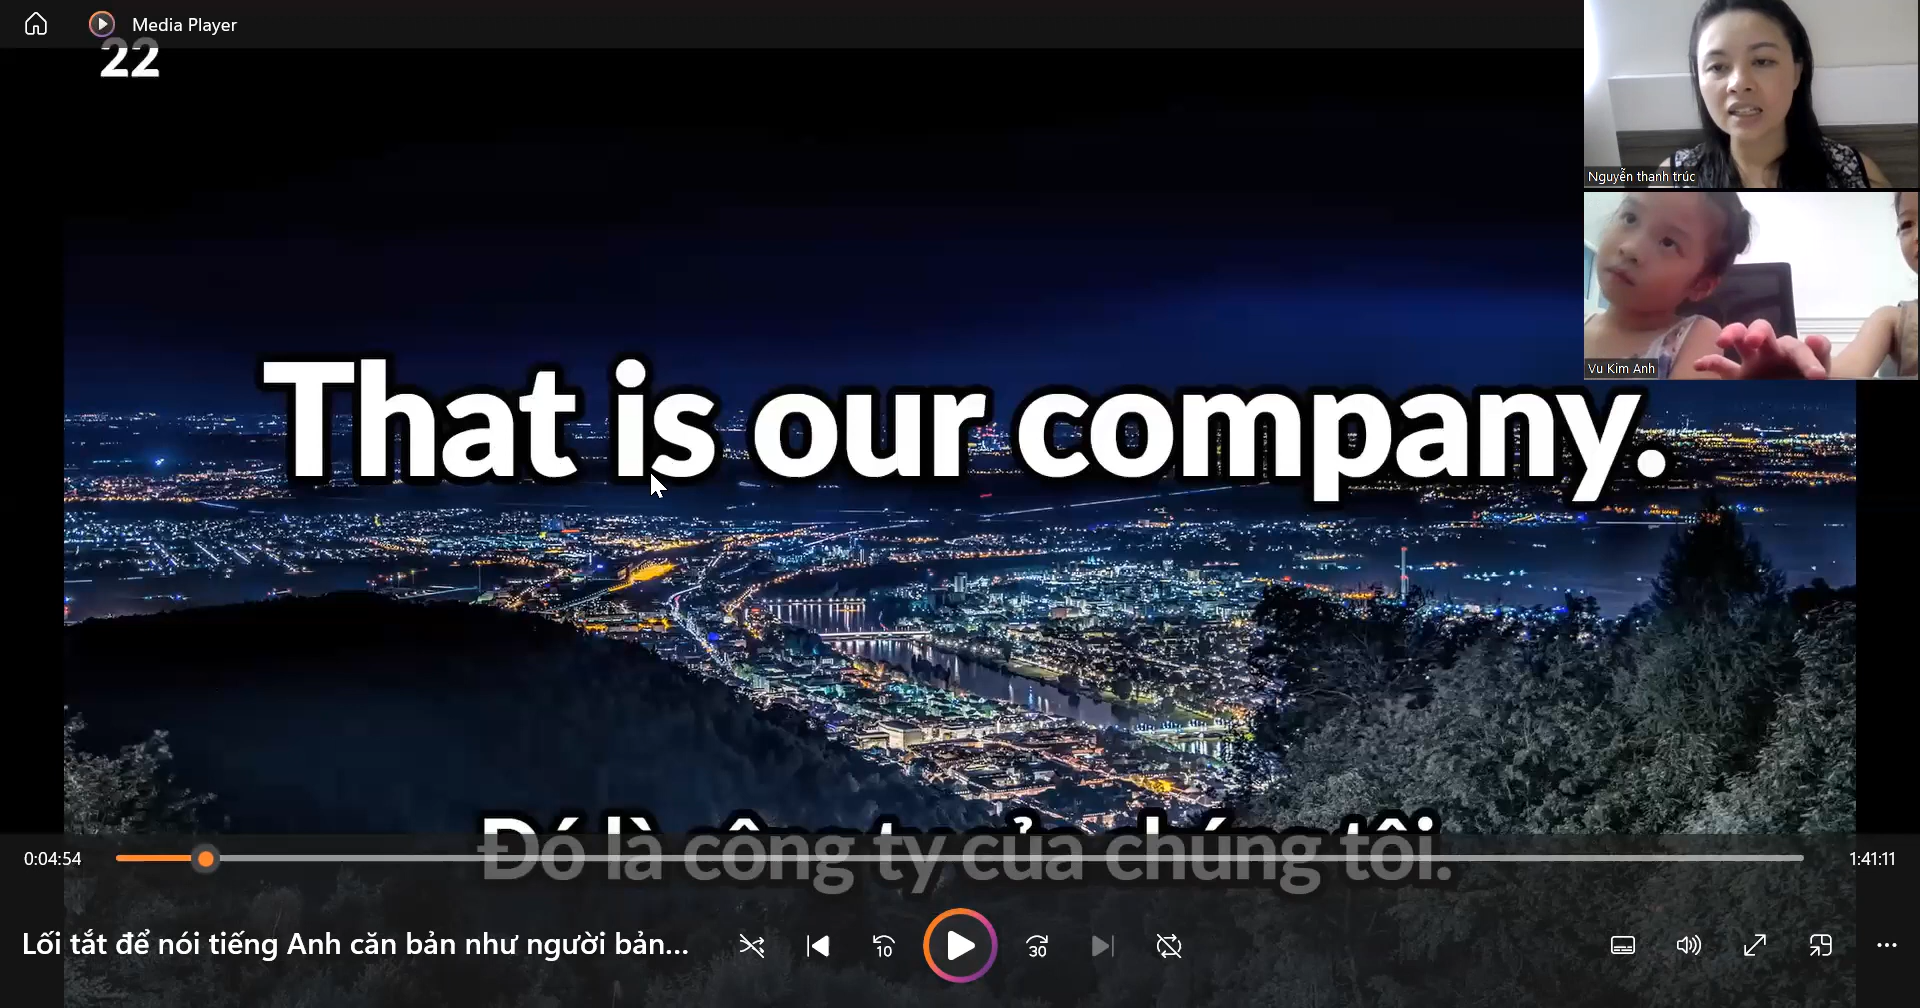 Media Player
22
Nguyễn thanh trúc
Vu Kim Anh
That is our company.
Đó là công ty của chúng tôi.
0:04:54
1:41:11
Lối tắt để nói tiếng Anh căn bản như người bản...
10
30